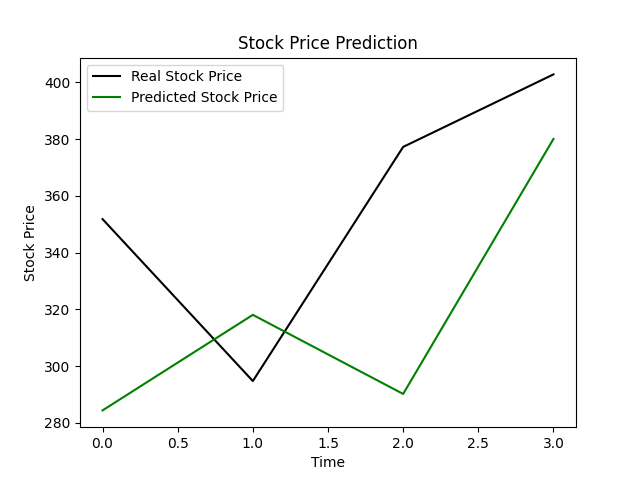 Stock Price Prediction
Real Stock Price
Predicted Stock Price
400
380
360
340
320
300
280
Stock Price
0.0 0.5 1.0 1.5 2.0 2.5 3.0
Time